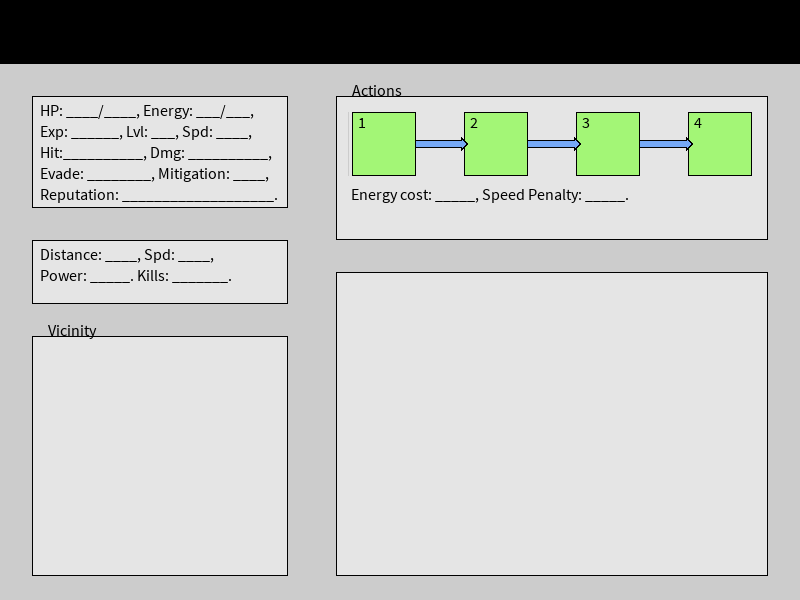 HP: ____/____, Energy: ___/___,
Exp: ______, Lvl: ___, Spd: ____,
Hit:__________, Dmg: __________,
Evade: ________, Mitigation: ____,
Reputation: ___________________.
Distance: ____, Spd: ____,
Power: _____. Kills: _______.
Vicinity
Actions
1 2 3 4
Energy cost: _____, Speed Penalty: _____.